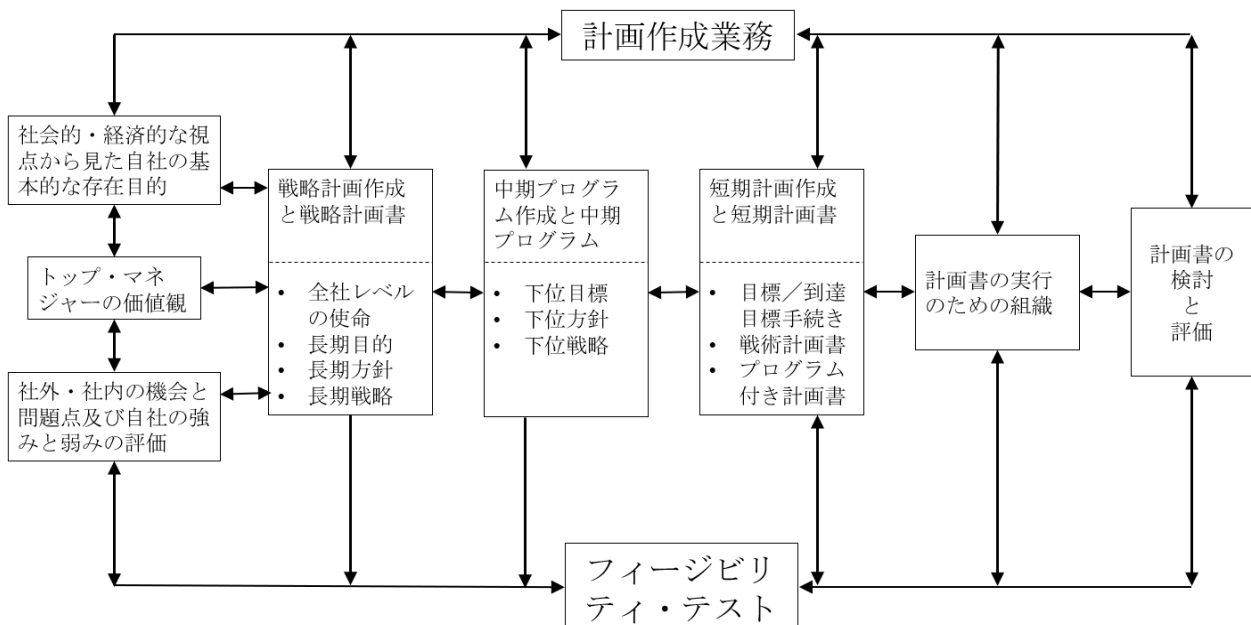 計画作成業務
社会的・経済的な視
点から見た自社の基
本的な存在目的
トップ・マネ
ジャーの価値観
社外・社内の機会と
問題点及び自社の強
みと弱みの評価
戦略計画作成
と戦略計画書
• 全社レベル
の使命
• 長期目的
• 長期方針
• 長期戦略
中期プログラ
ム作成と中期
プログラム
• 下位目標
• 下位方針
• 下位戦略
短期計画作成
と短期計画書
• 目標／到達
目標手続き
• 戦術計画書
• プログラム
付き計画書
計画書の実行
のための組織
計画書の
検討
と
評価
フィージビリ
ティ・テスト